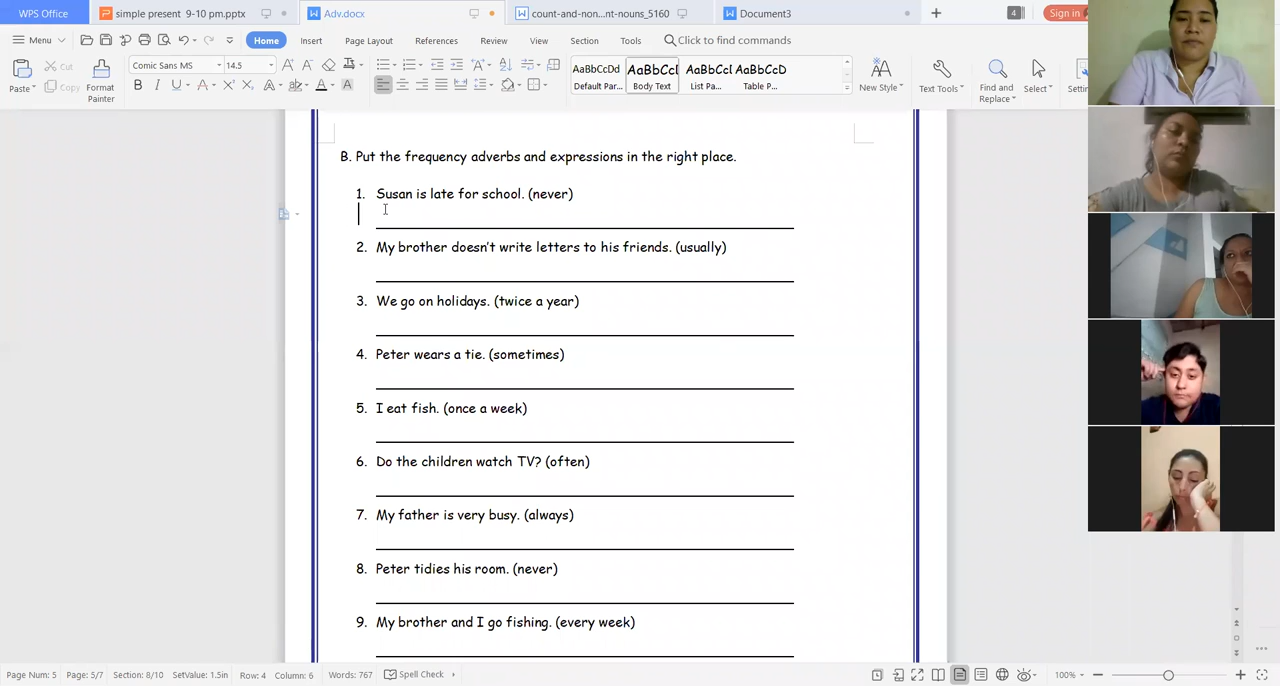 WPS Office
simple present 9-10 pm.pptx
Adv.docx
count-and-non...nt-nouns_5160
Document3
+
4
Sign in
Menu
Home
Insert
Page Layout
References
Review
View
Section
Tools
Click to find commands
Paste
Cut
Copy
Format Painter
Comic Sans MS
14.5
AaBbCcDd
Default Par...
AaBbCcl
Body Text
AaBbCcl
List Pa...
AaBbCcD
Table P...
New Style
Text Tools
Find and Replace
Select
B. Put the frequency adverbs and expressions in the right place.
1. Susan is late for school. (never)
2. My brother doesn't write letters to his friends. (usually)
3. We go on holidays. (twice a year)
4. Peter wears a tie. (sometimes)
5. I eat fish. (once a week)
6. Do the children watch TV? (often)
7. My father is very busy. (always)
8. Peter tidies his room. (never)
9. My brother and I go fishing. (every week)
Page Num: 5 Page: 5/7 Section: 8/10 SetValue: 1.5in Row: 4 Column: 6 Words: 767 Spell Check
100%